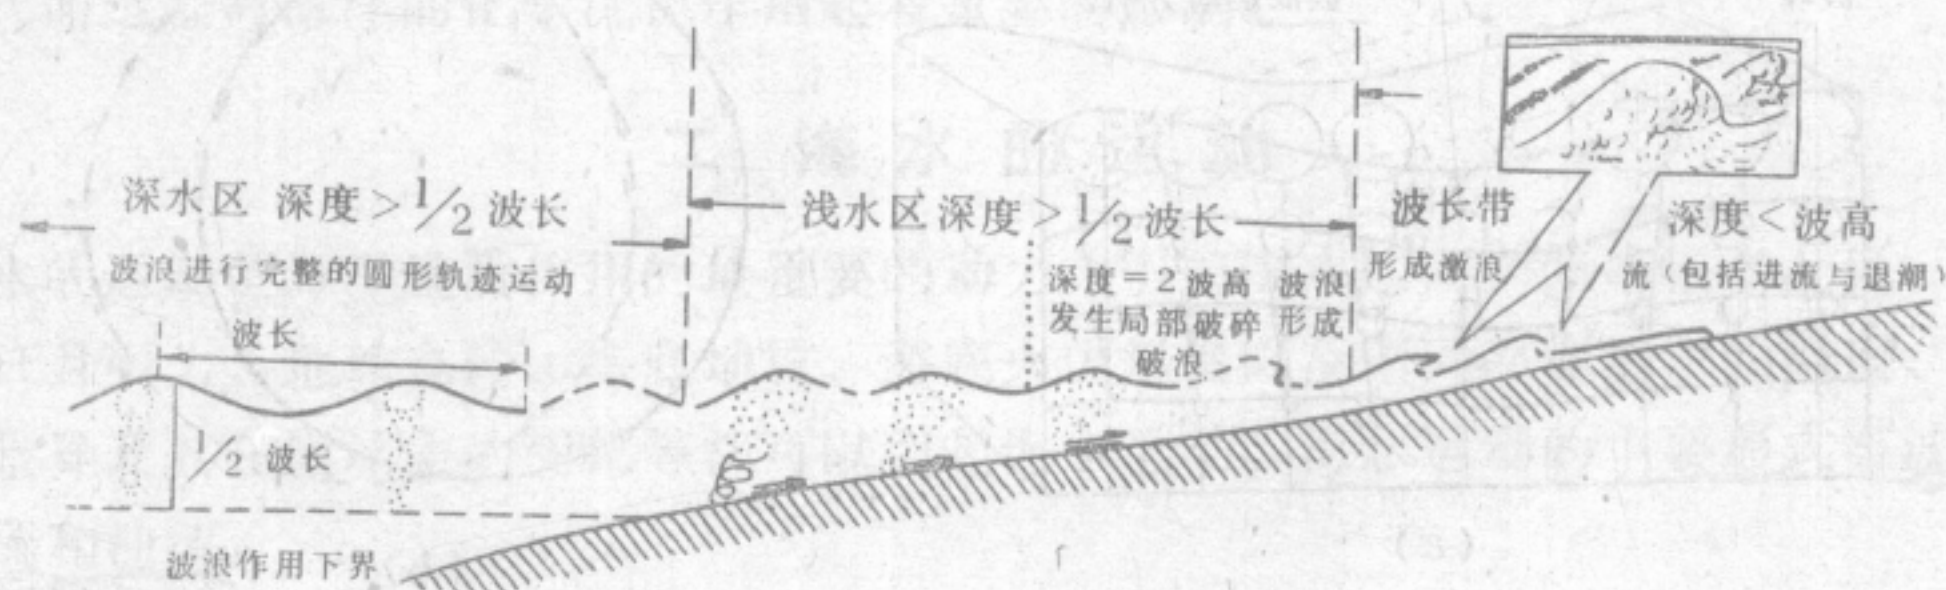 深水区 深度>1/2 波长
波浪进行完整的圆形轨迹运动
波长
1/2 波长
波浪作用下界
浅水区深度>1/2 波长
深度=2波高 波浪
发生局部破碎 形成
破浪
波长带
形成激浪
深度<波高
流(包括进流与退潮)